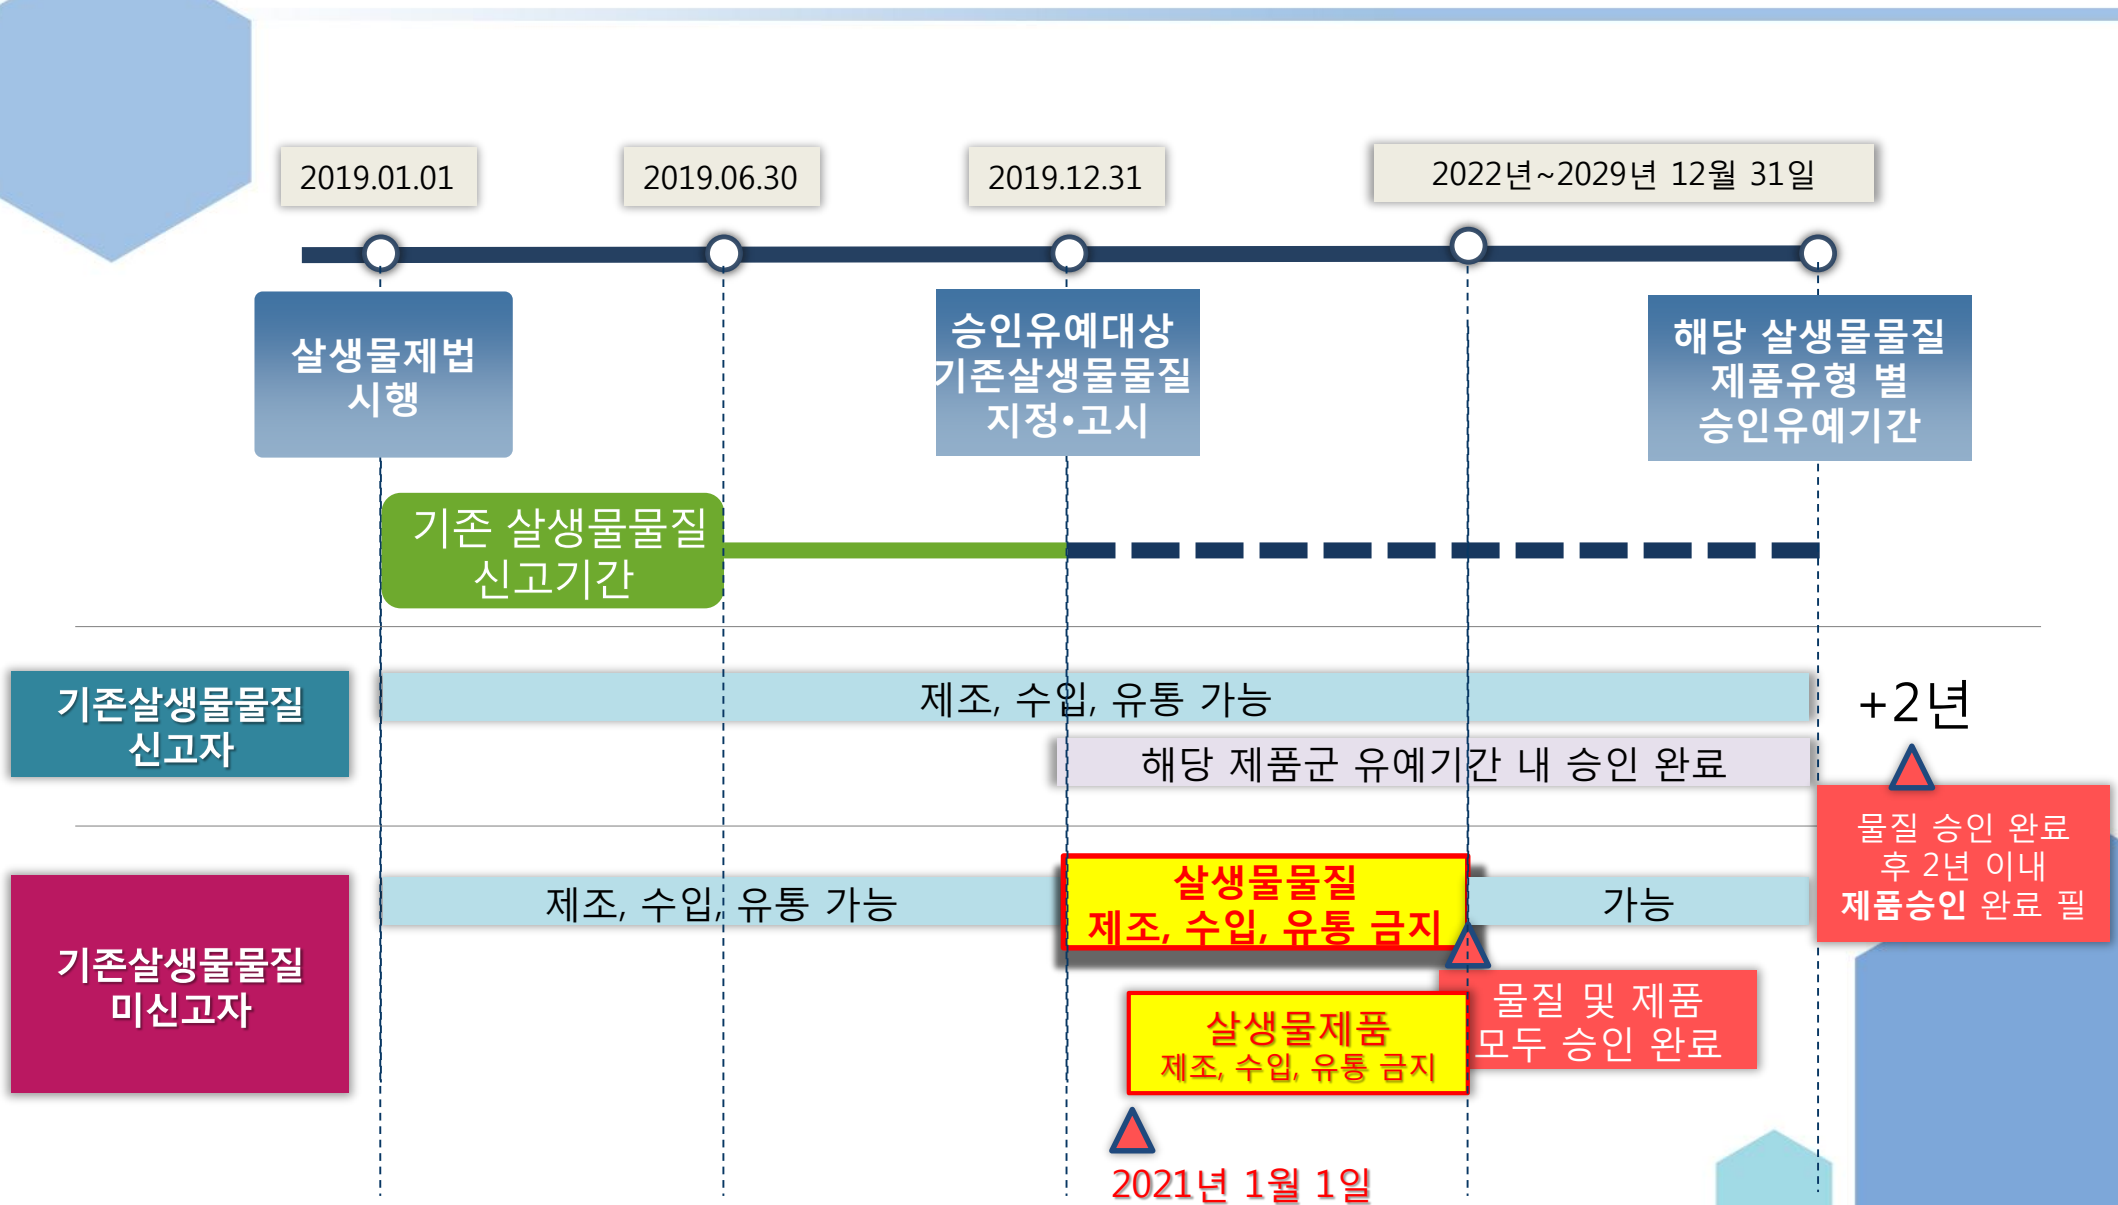 2019.01.01
2019.06.30
2019.12.31
2022년~2029년 12월 31일
살생물제법
시행
승인유예대상
기존살생물물질
지정•고시
해당 살생물물질
제품유형 별
승인유예기간
기존 살생물물질
신고기간
기존살생물물질
신고자
제조, 수입, 유통 가능
해당 제품군 유예기간 내 승인 완료
+2년
물질 승인 완료
후 2년 이내
제품승인 완료 필
기존살생물물질
미신고자
제조, 수입, 유통 가능
살생물물질
제조, 수입, 유통 금지
가능
물질 및 제품
모두 승인 완료
살생물제품
제조, 수입, 유통 금지
2021년 1월 1일